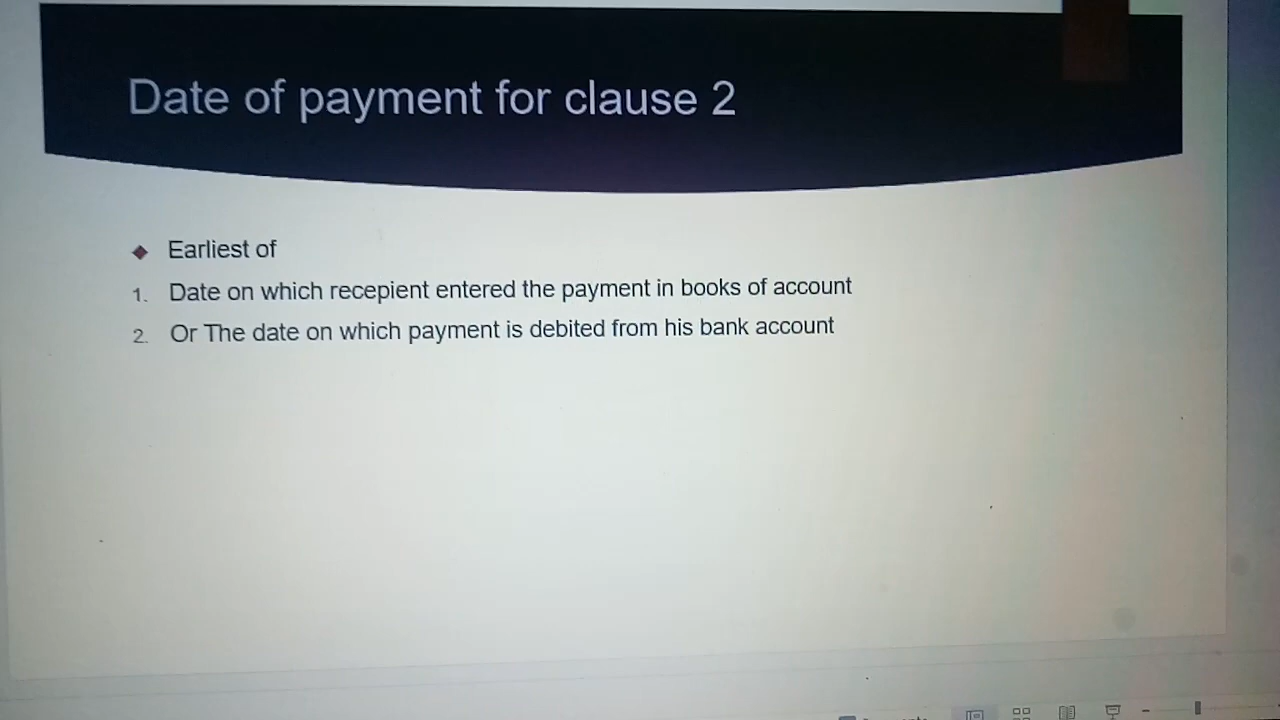 Date of payment for clause 2
Earliest of
1. Date on which recepient entered the payment in books of account
2. Or The date on which payment is debited from his bank account